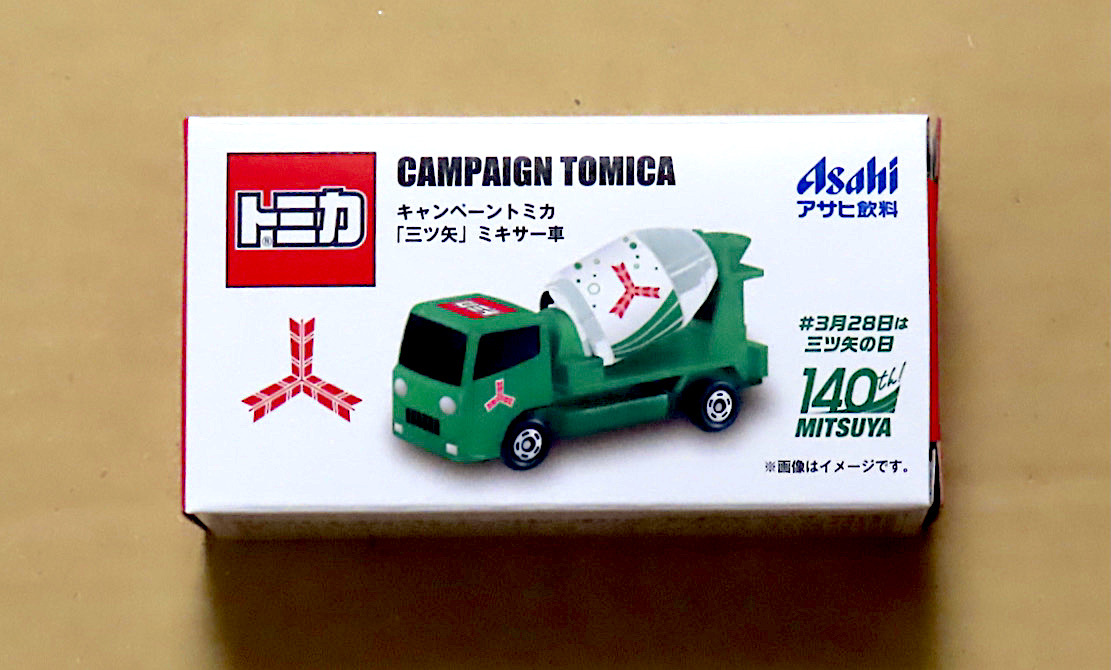 トミカ
CAMPAIGN TOMICA
キャンペーントミカ
「三ツ矢」ミキサー車
Asahi
アサヒ飲料
#3月28日は
三ツ矢の日
140th!
MITSUYA
※画像はイメージです。